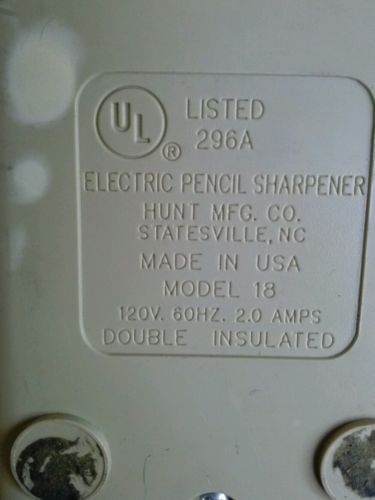 UL LISTED
® 296A
ELECTRIC PENCIL SHARPENER
HUNT MFG. CO.
STATESVILLE, NC
MADE IN USA
MODEL 18
120V. 60HZ. 2.0 AMPS
DOUBLE INSULATED